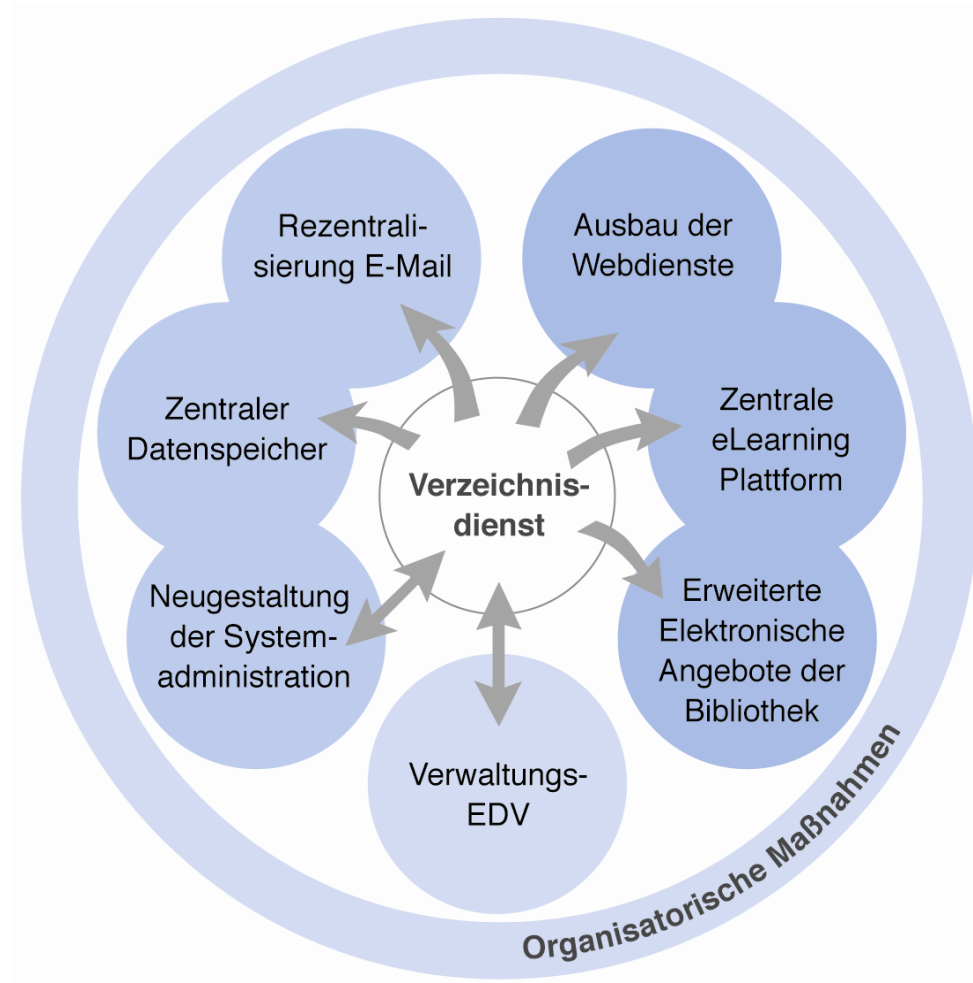 Rezentrali-
sierung E-Mail
Ausbau der
Webdienste
Zentraler
Datenspeicher
Zentrale
eLearning
Plattform
Verzeichnis-
dienst
Neugestaltung
der System-
administration
Erweiterte
Elektronische
Angebote der
Bibliothek
Verwaltungs-
EDV
Organisatorische Maßnahmen